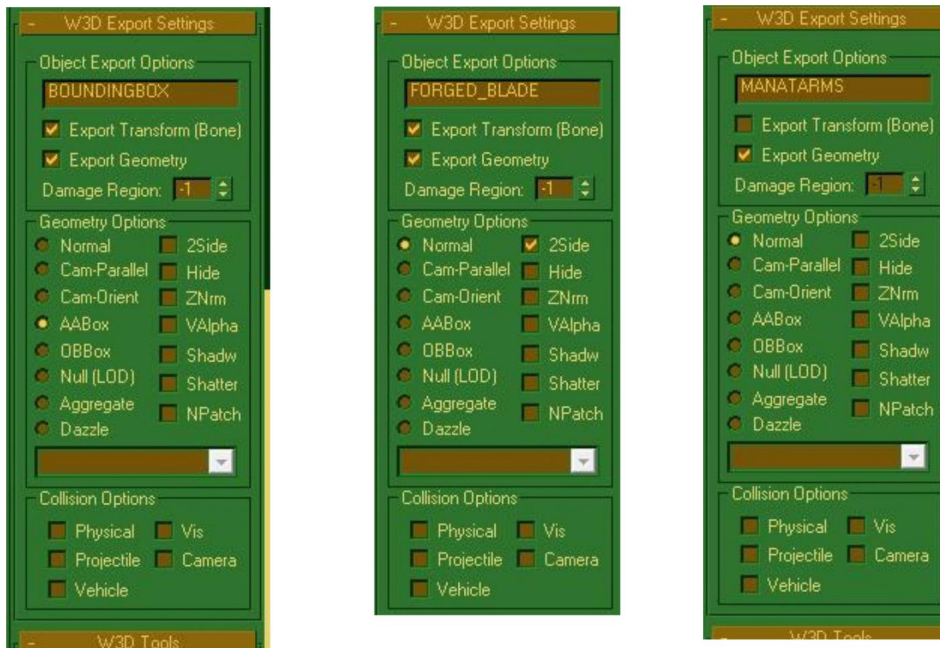 - W3D Export Settings
Object Export Options
BOUNDINGBOX
Export Transform (Bone)
Export Geometry
Damage Region: -1
Geometry Options
Normal 2Side
Cam-Parallel Hide
Cam-Orient ZNrm
AABox VAlpha
OBBox Shadw
Null (LOD) Shatter
Aggregate NPatch
Dazzle
Collision Options
Physical Vis
Projectile Camera
Vehicle
- W3D Tools
- W3D Export Settings
Object Export Options
FORGED_BLADE
Export Transform (Bone)
Export Geometry
Damage Region: -1
Geometry Options
Normal 2Side
Cam-Parallel Hide
Cam-Orient ZNrm
AABox VAlpha
OBBox Shadw
Null (LOD) Shatter
Aggregate NPatch
Dazzle
Collision Options
Physical Vis
Projectile Camera
Vehicle
- W3D Export Settings
Object Export Options
MANATARMS
Export Transform (Bone)
Export Geometry
Damage Region: -1
Geometry Options
Normal 2Side
Cam-Parallel Hide
Cam-Orient ZNrm
AABox VAlpha
OBBox Shadw
Null (LOD) Shatter
Aggregate NPatch
Dazzle
Collision Options
Physical Vis
Projectile Camera
Vehicle
- W3D Tools